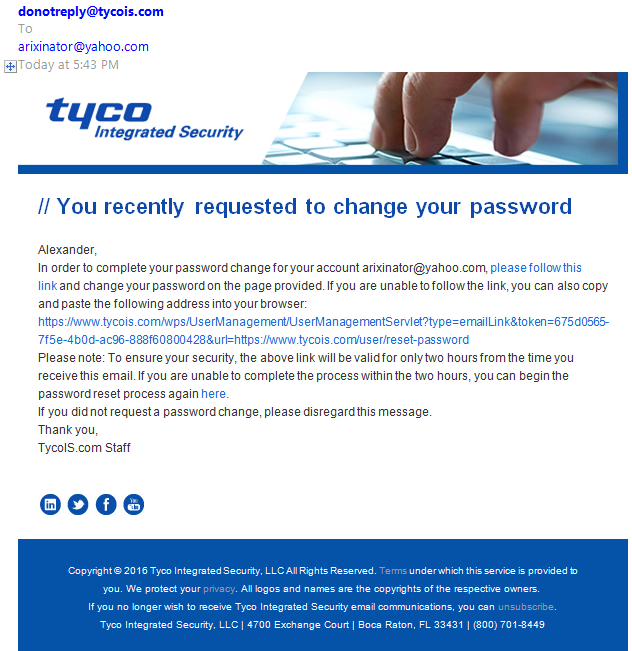 donotreply@tycois.com
To
arixinator@yahoo.com
Today at 5:43 PM
tyco
Integrated Security
// You recently requested to change your password
Alexander,
In order to complete your password change for your account arixinator@yahoo.com, please follow this
link and change your password on the page provided. If you are unable to follow the link, you can also copy
and paste the following address into your browser:
https://www.tycois.com/wps/UserManagement/UserManagementServlet?type=emailLink&token=675d0565-
7f5e-4b0d-ac96-888f60800428&url=https://www.tycois.com/user/reset-password
Please note: To ensure your security, the above link will be valid for only two hours from the time you
receive this email. If you are unable to complete the process within the two hours, you can begin the
password reset process again here.
If you did not request a password change, please disregard this message.
Thank you,
TycoIS.com Staff
in
f
You
Tube
Copyright © 2016 Tyco Integrated Security, LLC All Rights Reserved. Terms under which this service is provided to
you. We protect your privacy. All logos and names are the copyrights of the respective owners.
If you no longer wish to receive Tyco Integrated Security email communications, you can unsubscribe.
Tyco Integrated Security, LLC | 4700 Exchange Court | Boca Raton, FL 33431 | (800) 701-8449